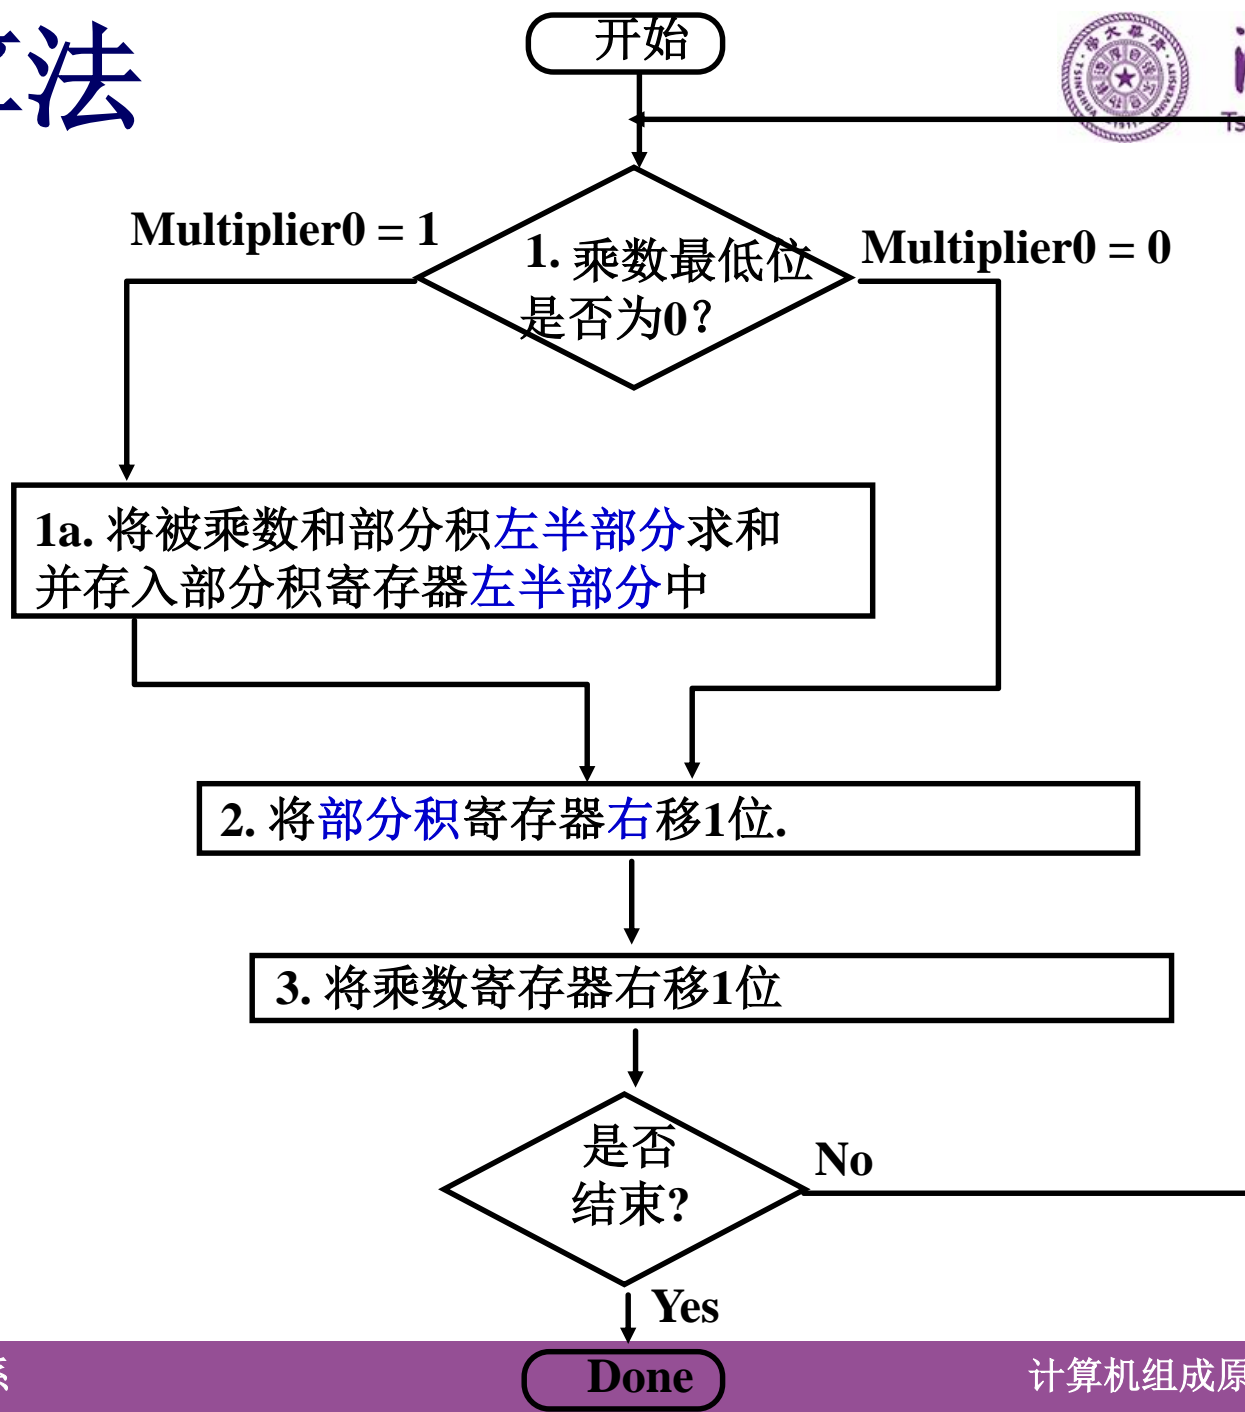 法
开始
Multiplier0 = 1
1. 乘数最低位
是否为0？
Multiplier0 = 0
1a. 将被乘数和部分积左半部分求和
并存入部分积寄存器左半部分中
2. 将部分积寄存器右移1位.
3. 将乘数寄存器右移1位
是否
结束?
No
Yes
Done
计算机组成原